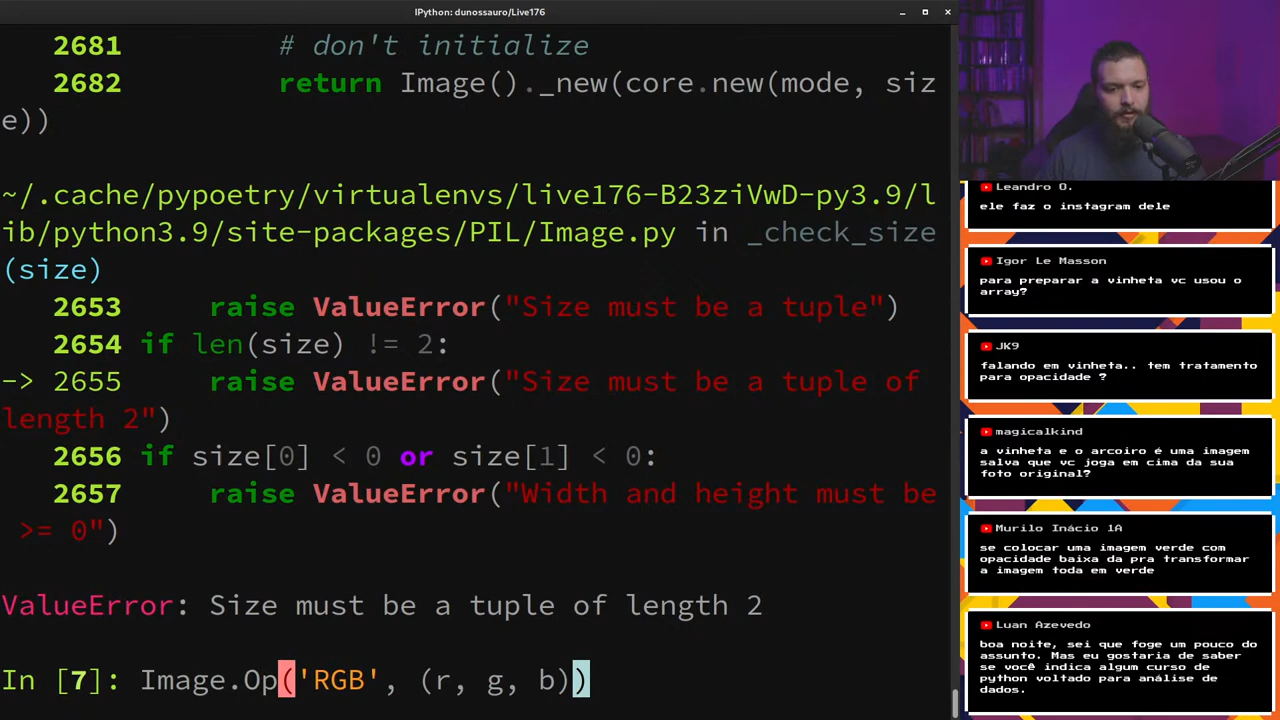 IPython: dunossauro/Live176
2681 # don't initialize
2682 return Image()._new(core.new(mode, siz
e))
~/.cache/pypoetry/virtualenvs/live176-B23ziVwD-py3.9/l
ib/python3.9/site-packages/PIL/Image.py in _check_size
(size)
2653 raise ValueError("Size must be a tuple")
2654 if len(size) != 2:
-> 2655 raise ValueError("Size must be a tuple of
length 2")
2656 if size[0] < 0 or size[1] < 0:
2657 raise ValueError("Width and height must be
>= 0")
ValueError: Size must be a tuple of length 2
In [7]: Image.Op('RGB', (r, g, b))
Leandro O.
ele faz o instagram dele
Igor Le Masson
para preparar a vinheta vc usou o
array?
JK9
falando em vinheta.. tem tratamento
para opacidade ?
magicalkind
a vinheta e o arcoiro é uma imagem
salva que vc joga em cima da sua
foto original?
Murilo Inácio 1A
se colocar uma imagem verde com
opacidade baixa da pra transformar
a imagem toda em verde
Luan Azevedo
boa noite, sei que foge um pouco do
assunto. Mas eu gostaria de saber
se você indica algum curso de
python voltado para análise de
dados.